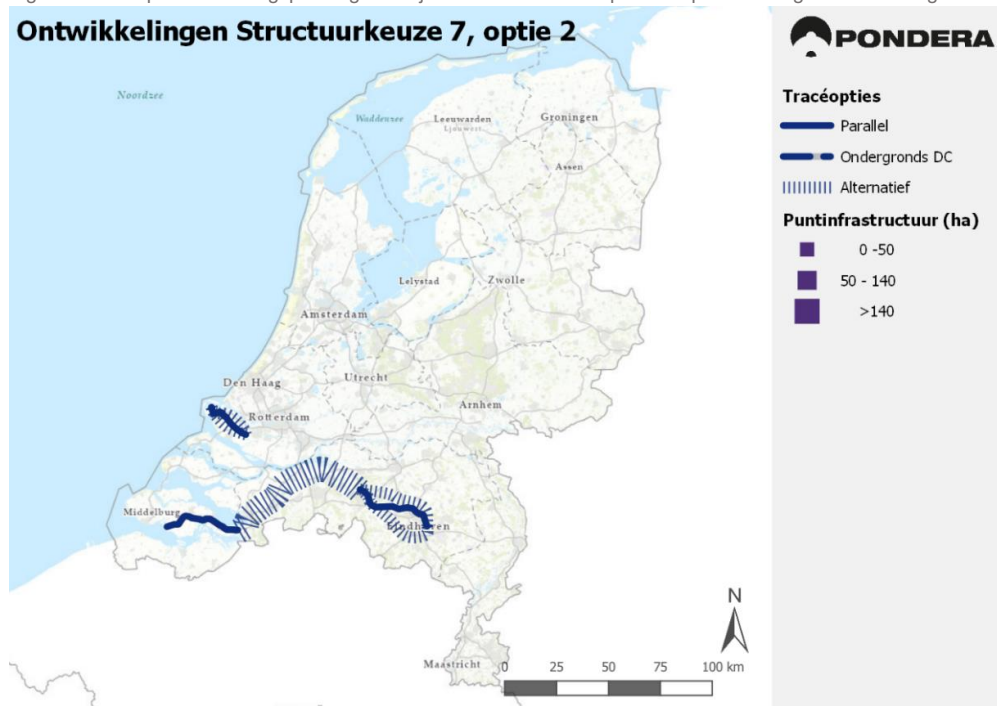 Ontwikkelingen Structuurkeuze 7, optie 2
PONDERA
Noordzee
Waddenzee
Leeuwarden
Ljouwert
Groningen
Assen
Tracéopties
Parallel
Ondergronds DC
Alternatief
Puntinfrastructuur (ha)
0 -50
50 - 140
>140
Lelystad
Zwolle
Amsterdam
Den Haag
Utrecht
Rotterdam
Arnhem
Middelburg
Eindhoven
N
Maastricht
0 25 50 75 100 km